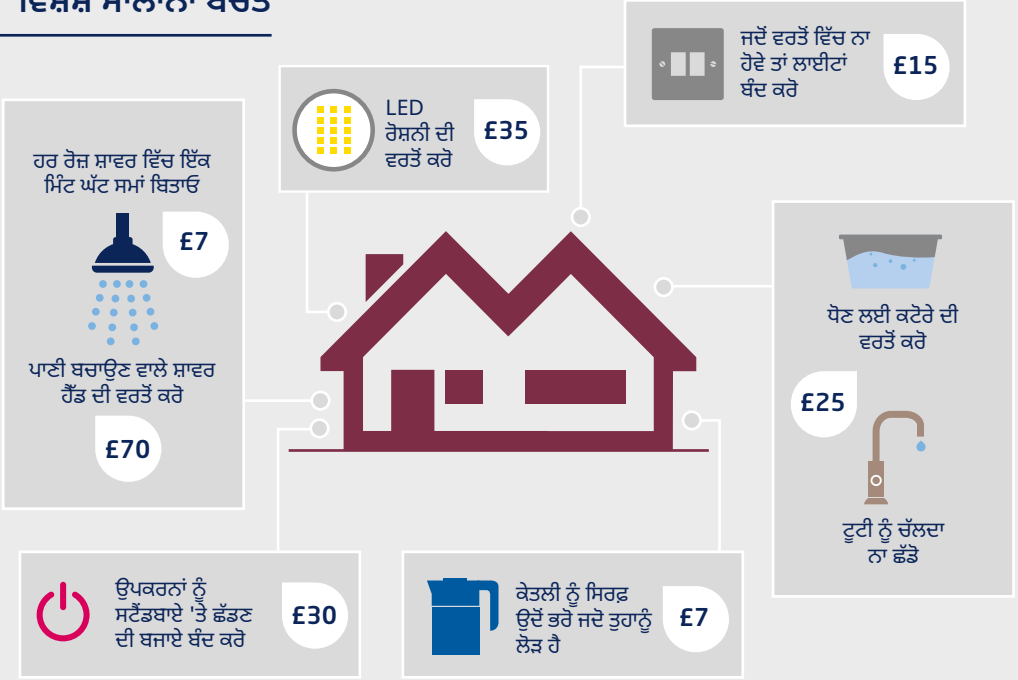 ਵਿਸ਼ੇਸ਼ ਸਾਲਾਨਾ ਬਚਤ
ਜਦੋਂ ਵਰਤੋਂ ਵਿੱਚ ਨਾ
ਹੋਵੇ ਤਾਂ ਲਾਈਟਾਂ
ਬੰਦ ਕਰੋ
£15
LED
ਰੋਸ਼ਨੀ ਦੀ
ਵਰਤੋਂ ਕਰੋ
£35
ਹਰ ਰੋਜ਼ ਸ਼ਾਵਰ ਵਿੱਚ ਇੱਕ
ਮਿੰਟ ਘੱਟ ਸਮਾਂ ਬਿਤਾਓ
£7
ਪਾਣੀ ਬਚਾਉਣ ਵਾਲੇ ਸ਼ਾਵਰ
ਹੈੱਡ ਦੀ ਵਰਤੋਂ ਕਰੋ
£70
ਧੋਣ ਲਈ ਕਟੋਰੇ ਦੀ
ਵਰਤੋਂ ਕਰੋ
£25
ਟੂਟੀ ਨੂੰ ਚੱਲਦਾ
ਨਾ ਛੱਡੋ
ਉਪਕਰਨਾਂ ਨੂੰ
ਸਟੈਂਡਬਾਏ 'ਤੇ ਛੱਡਣ
ਦੀ ਬਜਾਏ ਬੰਦ ਕਰੋ
£30
ਕੇਤਲੀ ਨੂੰ ਸਿਰਫ਼
ਉਦੋਂ ਭਰੋ ਜਦੋ ਤੁਹਾਨੂੰ
ਲੋੜ ਹੈ
£7